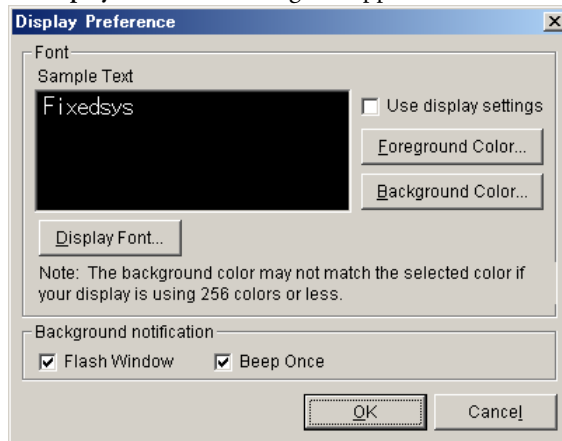 Display Preference
Font
Sample Text
Fixedsys
Use display settings
Foreground Color...
Background Color...
Display Font...
Note: The background color may not match the selected color if
your display is using 256 colors or less.
Background notification
Flash Window Beep Once
OK Cancel